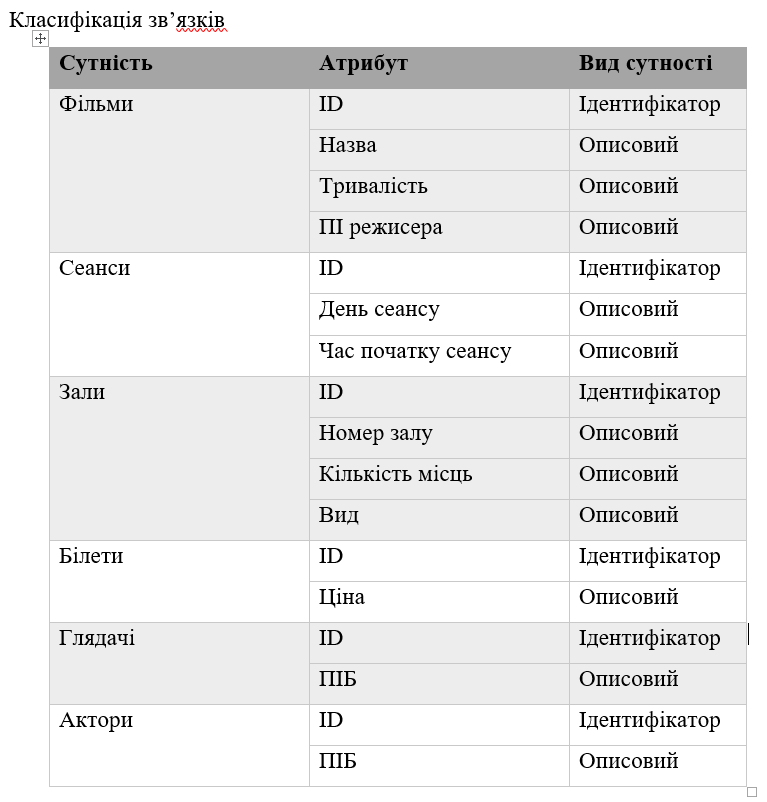 Класифікація зв’язків
Сутність Атрибут Вид сутності
Фільми ID Ідентифікатор
Назва Описовий
Тривалість Описовий
ПІ режисера Описовий
Сеанси ID Ідентифікатор
День сеансу Описовий
Час початку сеансу Описовий
Зали ID Ідентифікатор
Номер залу Описовий
Кількість місць Описовий
Вид Описовий
Білети ID Ідентифікатор
Ціна Описовий
Глядачі ID Ідентифікатор
ПІБ Описовий
Актори ID Ідентифікатор
ПІБ Описовий